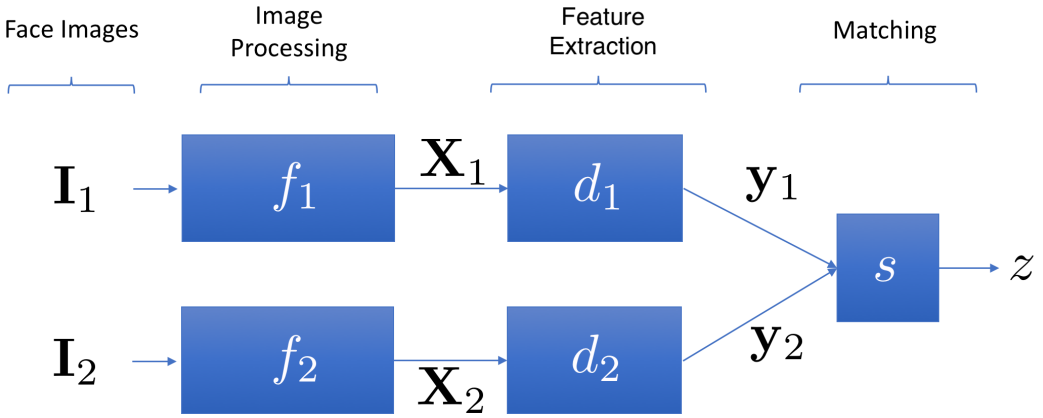 Face Images
Image
Processing
Feature
Extraction
Matching
I₁
f₁
X₁
d₁
y₁
s
z
I₂
f₂
X₂
d₂
y₂